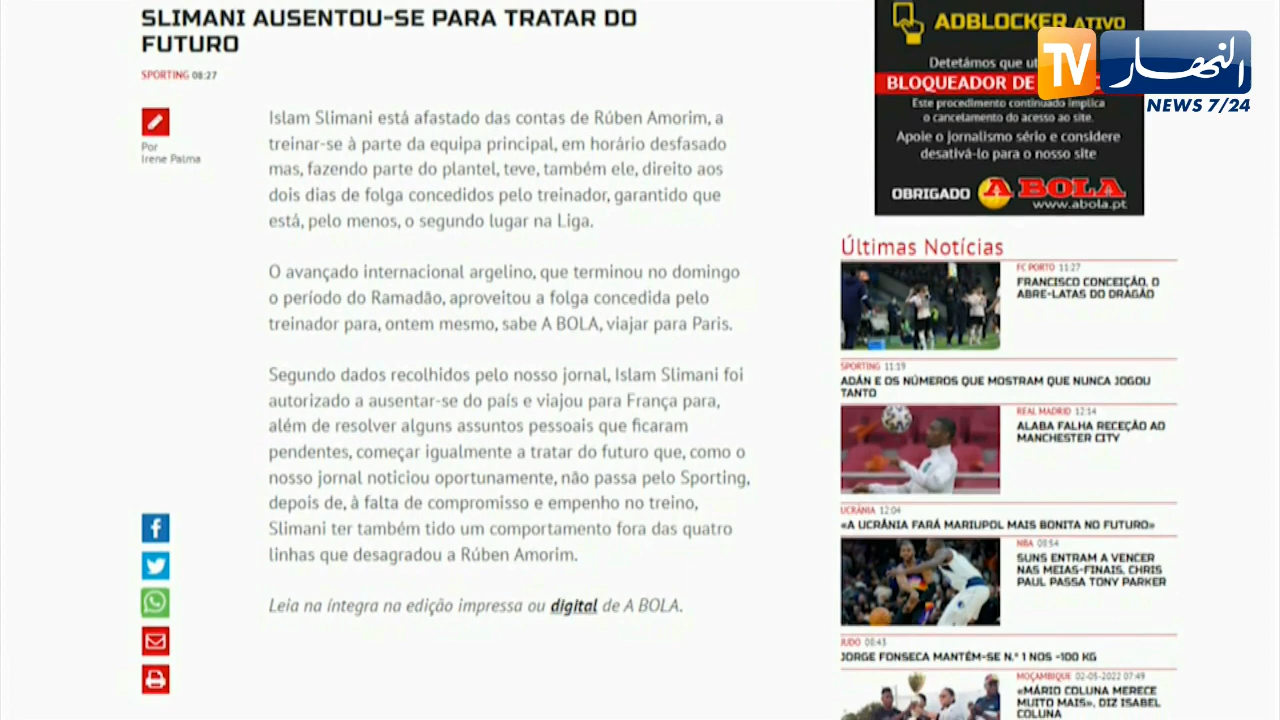 SLIMANI AUSENTOU-SE PARA TRATAR DO
FUTURO
SPORTING 08:27
Por
Irene Palma
Islam Slimani está afastado das contas de Rúben Amorim, a
treinar-se à parte da equipa principal, em horário desfasado
mas, fazendo parte do plantel, teve, também ele, direito aos
dois dias de folga concedidos pelo treinador, garantido que
está, pelo menos, o segundo lugar na Liga.
O avançado internacional argelino, que terminou no domingo
o período do Ramadão, aproveitou a folga concedida pelo
treinador para, ontem mesmo, sabe A BOLA, viajar para Paris.
Segundo dados recolhidos pelo nosso jornal, Islam Slimani foi
autorizado a ausentar-se do país e viajou para França para,
além de resolver alguns assuntos pessoais que ficaram
pendentes, começar igualmente a tratar do futuro que, como o
nosso jornal noticiou oportunamente, não passa pelo Sporting,
depois de, à falta de compromisso e empenho no treino,
Slimani ter também tido um comportamento fora das quatro
linhas que desagradou a Rúben Amorim.
Leia na íntegra na edição impressa ou digital de A BOLA.
ADBLOCKER ATIVO
Detetámos que
BLOQUEADOR DE
Este procedimento continuado implica
o cancelamento do acesso ao site.
Apoie o jornalismo sério e considere
desativá-lo para o nosso site
OBRIGADO A BOLA
www.abola.pt
TV النهار
NEWS 7/24
Últimas Notícias
FC PORTO 11:27
FRANCISCO CONCEIÇÃO, O
ABRE-LATAS DO DRAGÃO
SPORTING 11:19
ADÁN E OS NÚMEROS QUE MOSTRAM QUE NUNCA JOGOU
TANTO
REAL MADRID 12:14
ALABA FALHA RECEÇÃO AO
MANCHESTER CITY
UCRÂNIA 12:04
«A UCRÂNIA FARÁ MARIUPOL MAIS BONITA NO FUTURO»
NBA 08:54
SUNS ENTRAM A VENCER
NAS MEIAS-FINAIS, CHRIS
PAUL PASSA TONY PARKER
JUDO 08:43
JORGE FONSECA MANTÉM-SE N.º 1 NOS -100 KG
MOÇAMBIQUE 02-05-2022 07:49
«MÁRIO COLUNA MERECE
MUITO MAIS», DIZ ISABEL
COLUNA